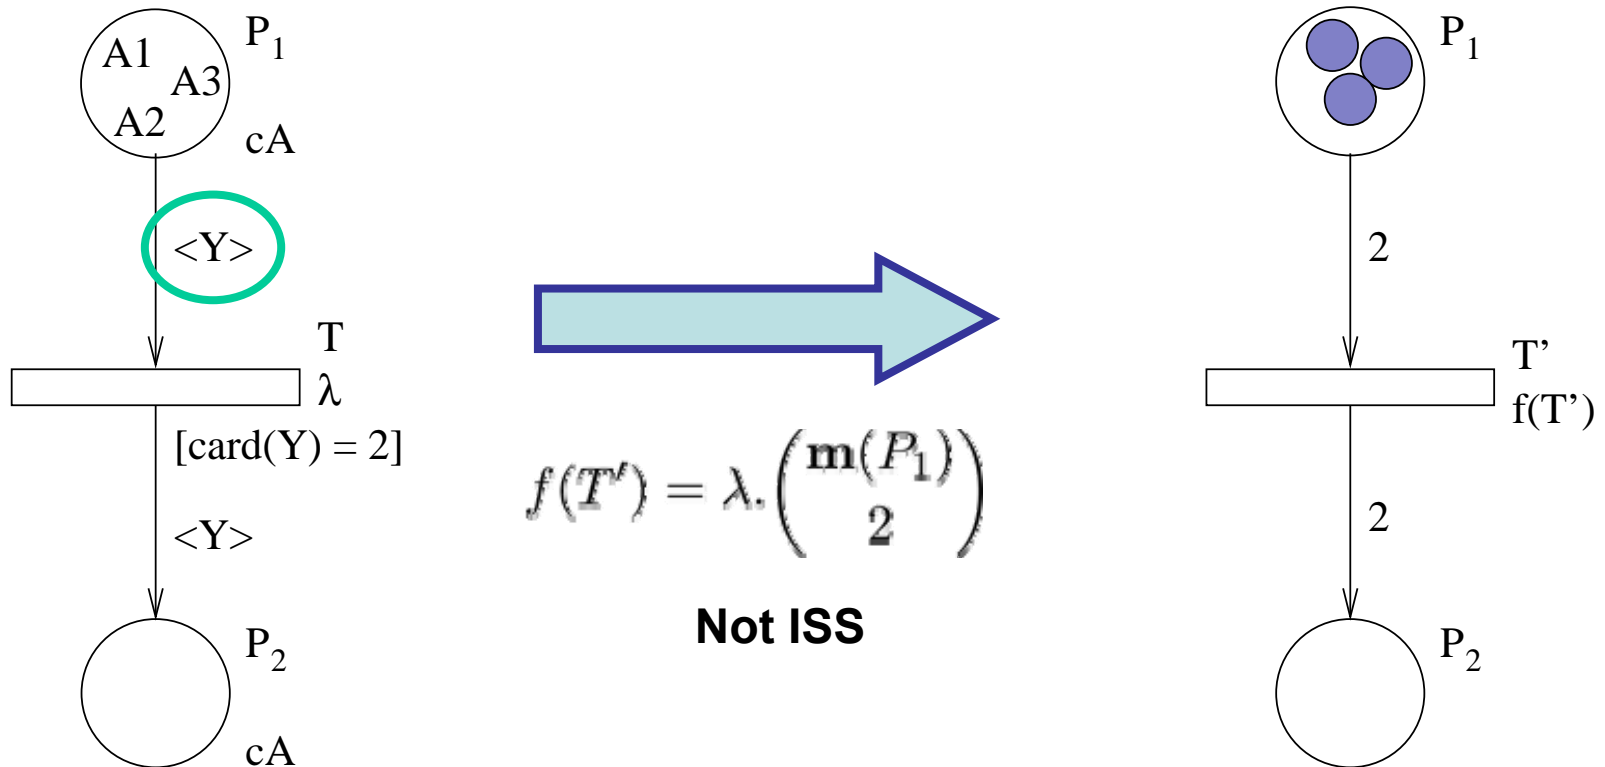 A1
A3
A2
P1
cA
<Y>
T
λ
[card(Y) = 2]
<Y>
P2
cA
f(T′) = λ.(m(P1) 2)
Not ISS
P1
2
T’
f(T’)
2
P2